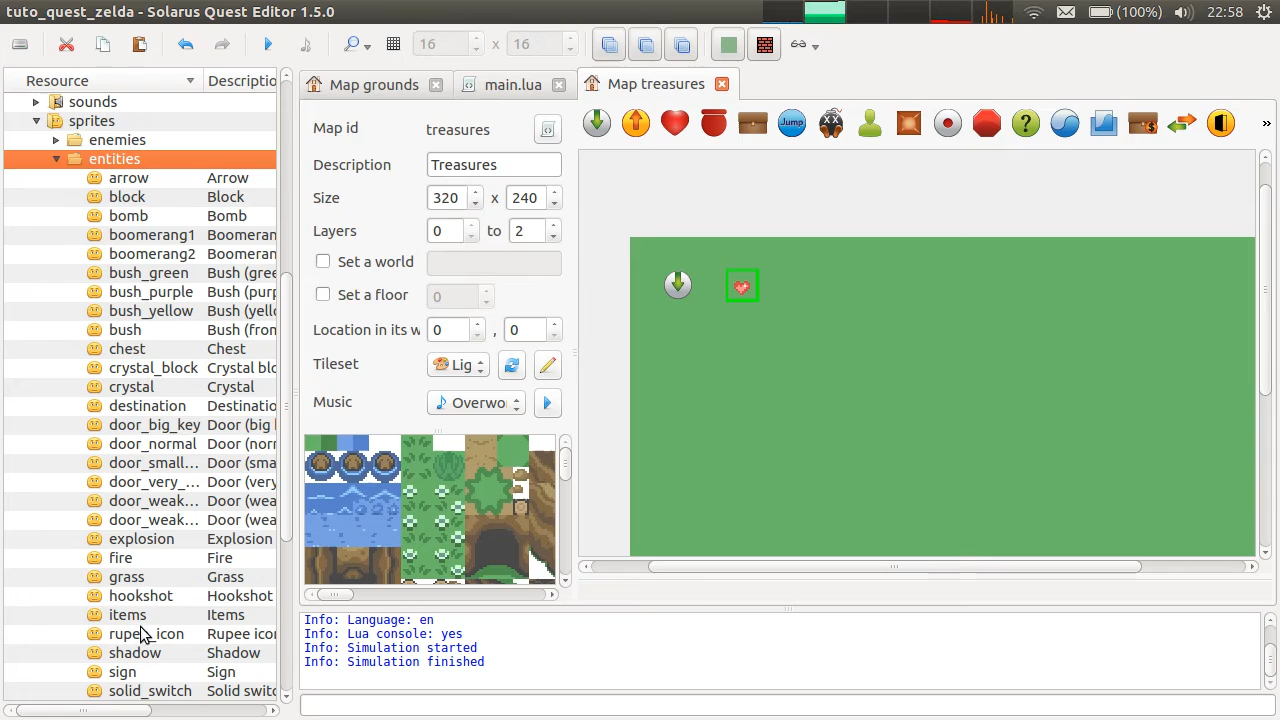 tuto_quest_zelda - Solarus Quest Editor 1.5.0
(100%)
22:58
16 x 16
Resource Descriptio
sounds
sprites
enemies
entities
arrow Arrow
block Block
bomb Bomb
boomerang1 Boomeran
boomerang2 Boomeran
bush_green Bush (gree
bush_purple Bush (purp
bush_yellow Bush (yello
bush Bush (from
chest Chest
crystal_block Crystal blo
crystal Crystal
destination Destinatio
door_big_key Door (big
door_normal Door (norr
door_small... Door (sma
door_very_... Door (very
door_weak... Door (wea
door_weak... Door (wea
explosion Explosion
fire Fire
grass Grass
hookshot Hookshot
items Items
rupee_icon Rupee icon
shadow Shadow
sign Sign
solid_switch Solid switc
Map grounds
main.lua
Map treasures
Map id treasures
Description Treasures
Size 320 x 240
Layers 0 to 2
Set a world
Set a floor 0
Location in its w 0 , 0
Tileset Lig
Music Overwo
Jump
?
$
»
Info: Language: en
Info: Lua console: yes
Info: Simulation started
Info: Simulation finished